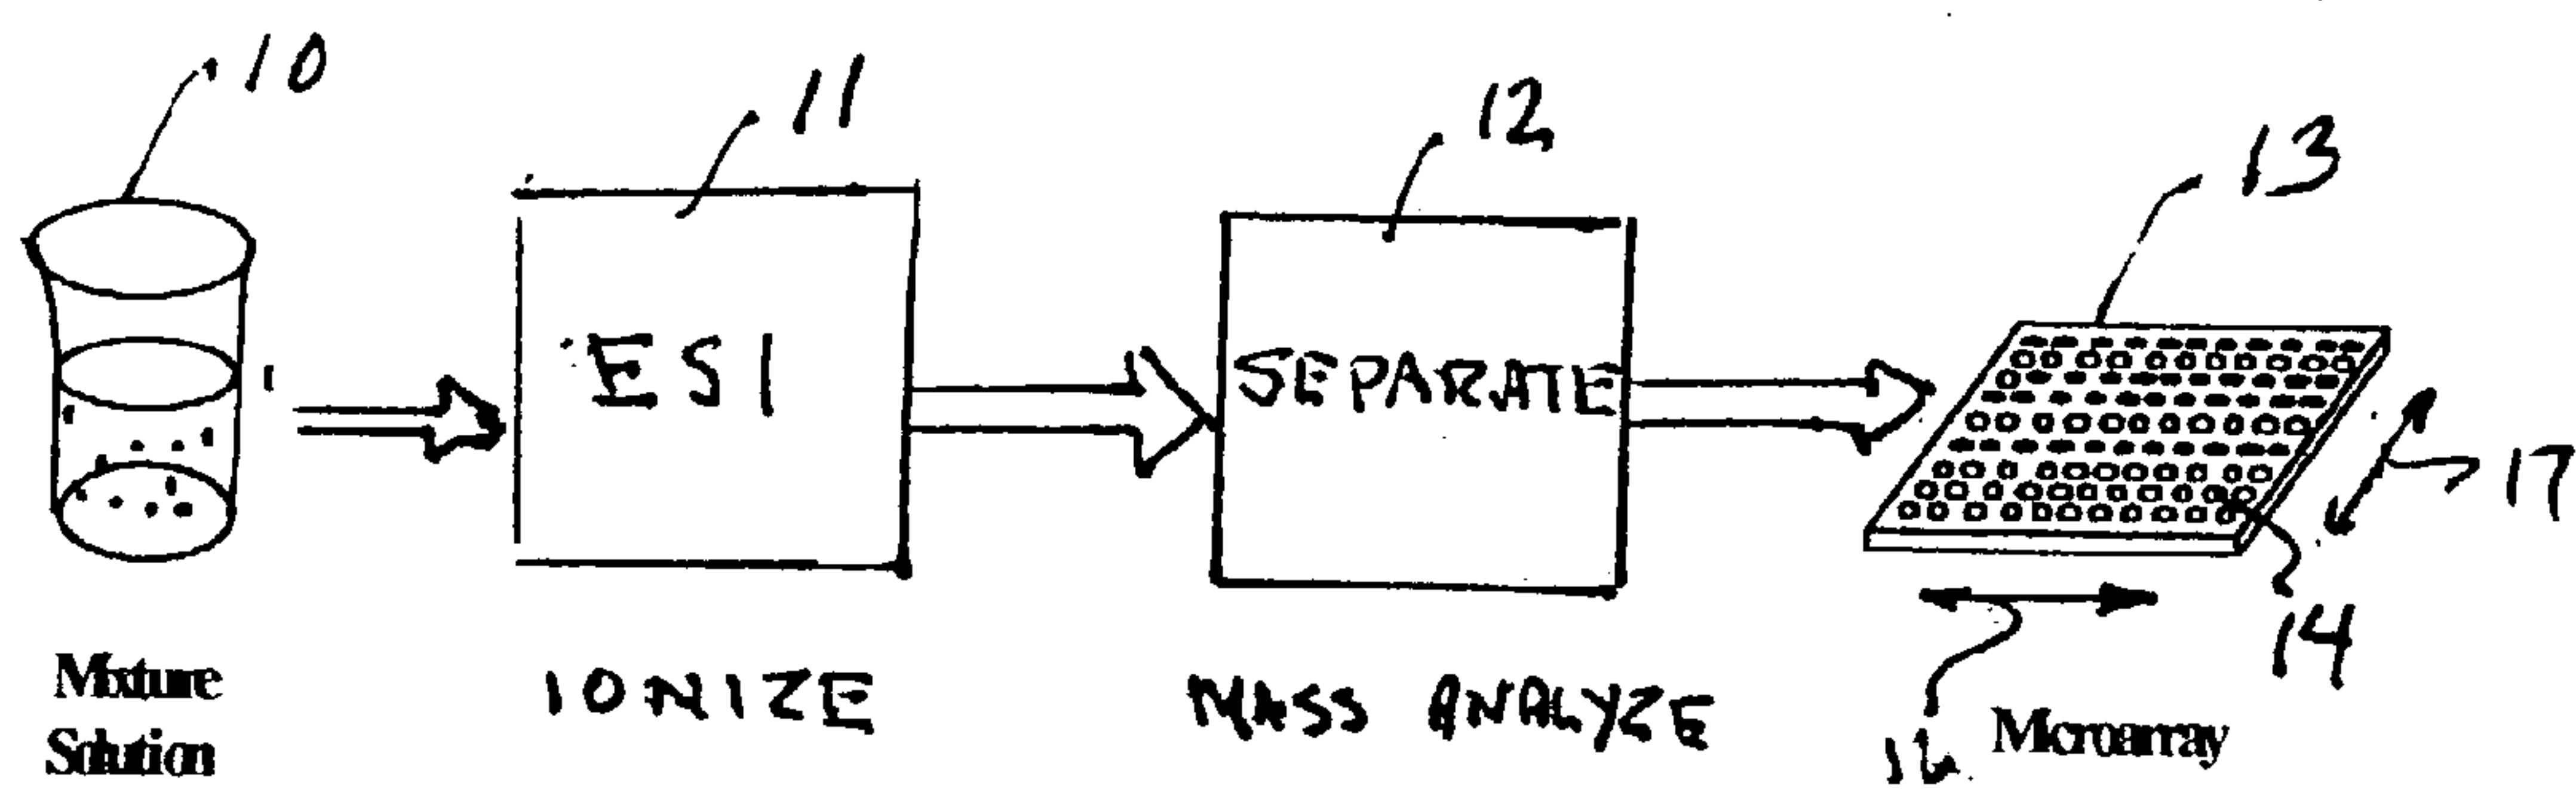 10
11
12
13
ESI
SEPARATE
17
14
16
Mixture
Solution
IONIZE
MASS ANALYZE
Microarray